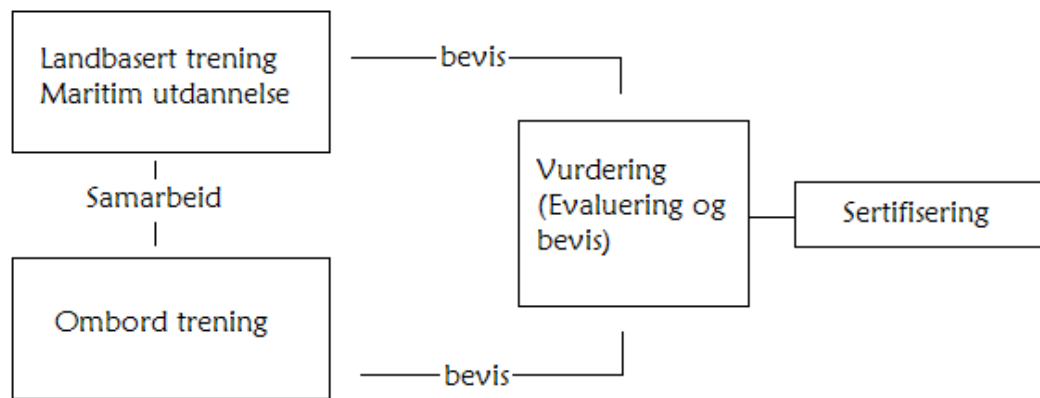 Landbasert trening
Maritim utdannelse
bevis
Samarbeid
Vurdering
(Evaluering og
bevis)
Sertifisering
Ombord trening
bevis